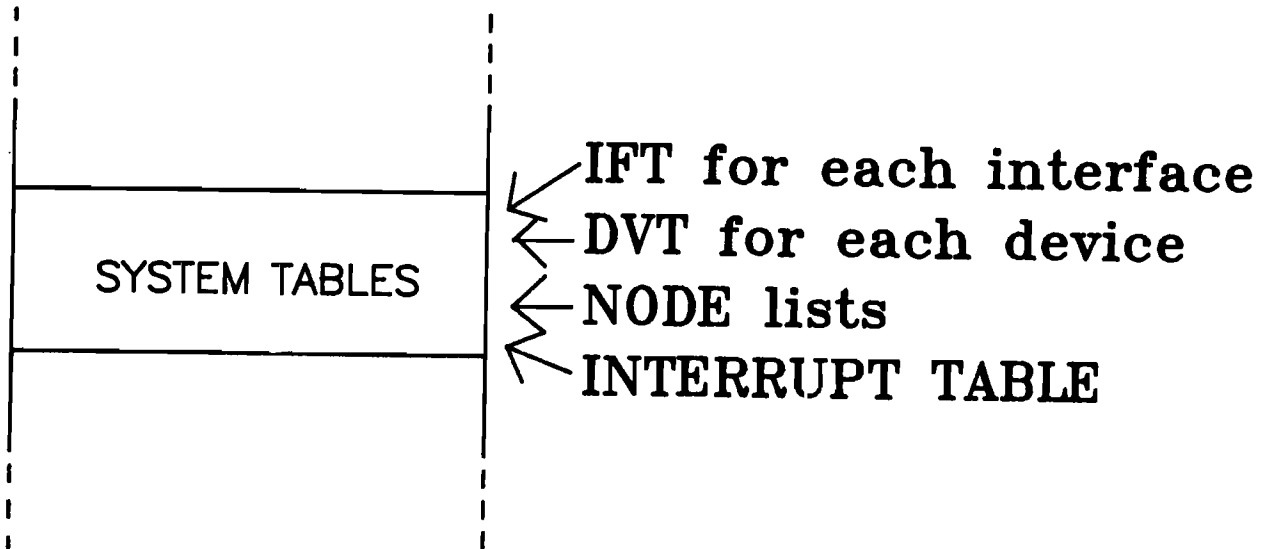 IFT for each interface
DVT for each device
SYSTEM TABLES
NODE lists
INTERRUPT TABLE